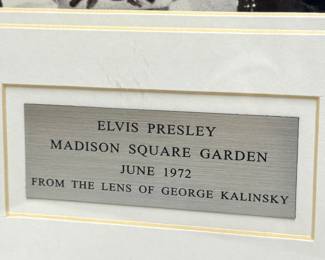 ELVIS PRESLEY
MADISON SQUARE GARDEN
JUNE 1972
FROM THE LENS OF GEORGE KALINSKY